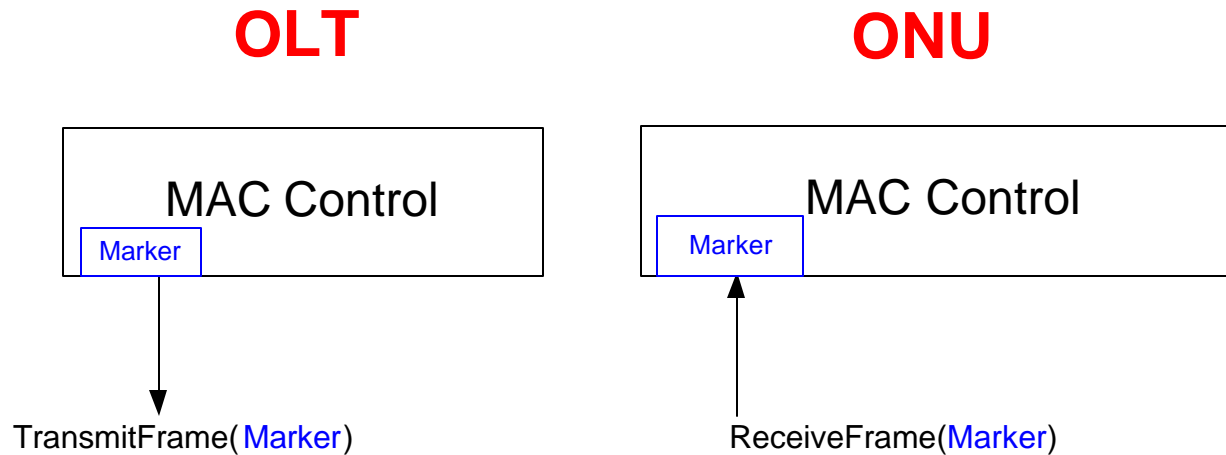 OLT
ONU
MAC Control
Marker
MAC Control
Marker
TransmitFrame(Marker)
ReceiveFrame(Marker)